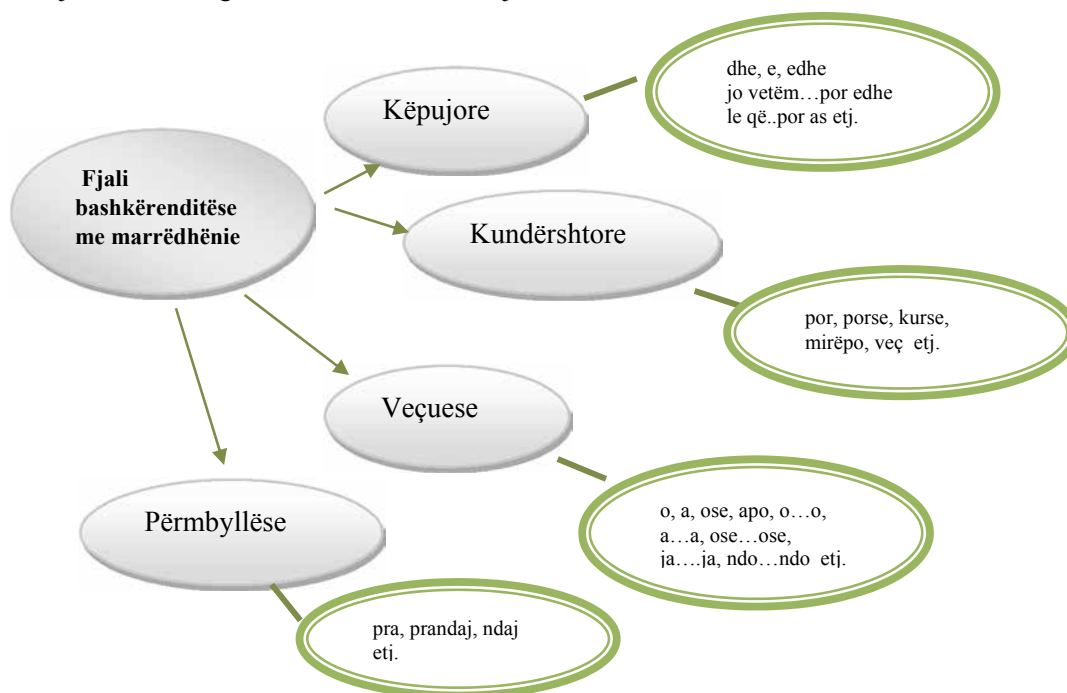 Fjali
bashkërenditëse
me marrëdhënie
Këpujore
dhe, e, edhe
jo vetëm…por edhe
le që..por as etj.
Kundërshtore
por, porse, kurse,
mirëpo, veç etj.
Veçuese
o, a, ose, apo, o…o,
a…a, ose…ose,
ja….ja, ndo…ndo etj.
Përmbyllëse
pra, prandaj, ndaj
etj.